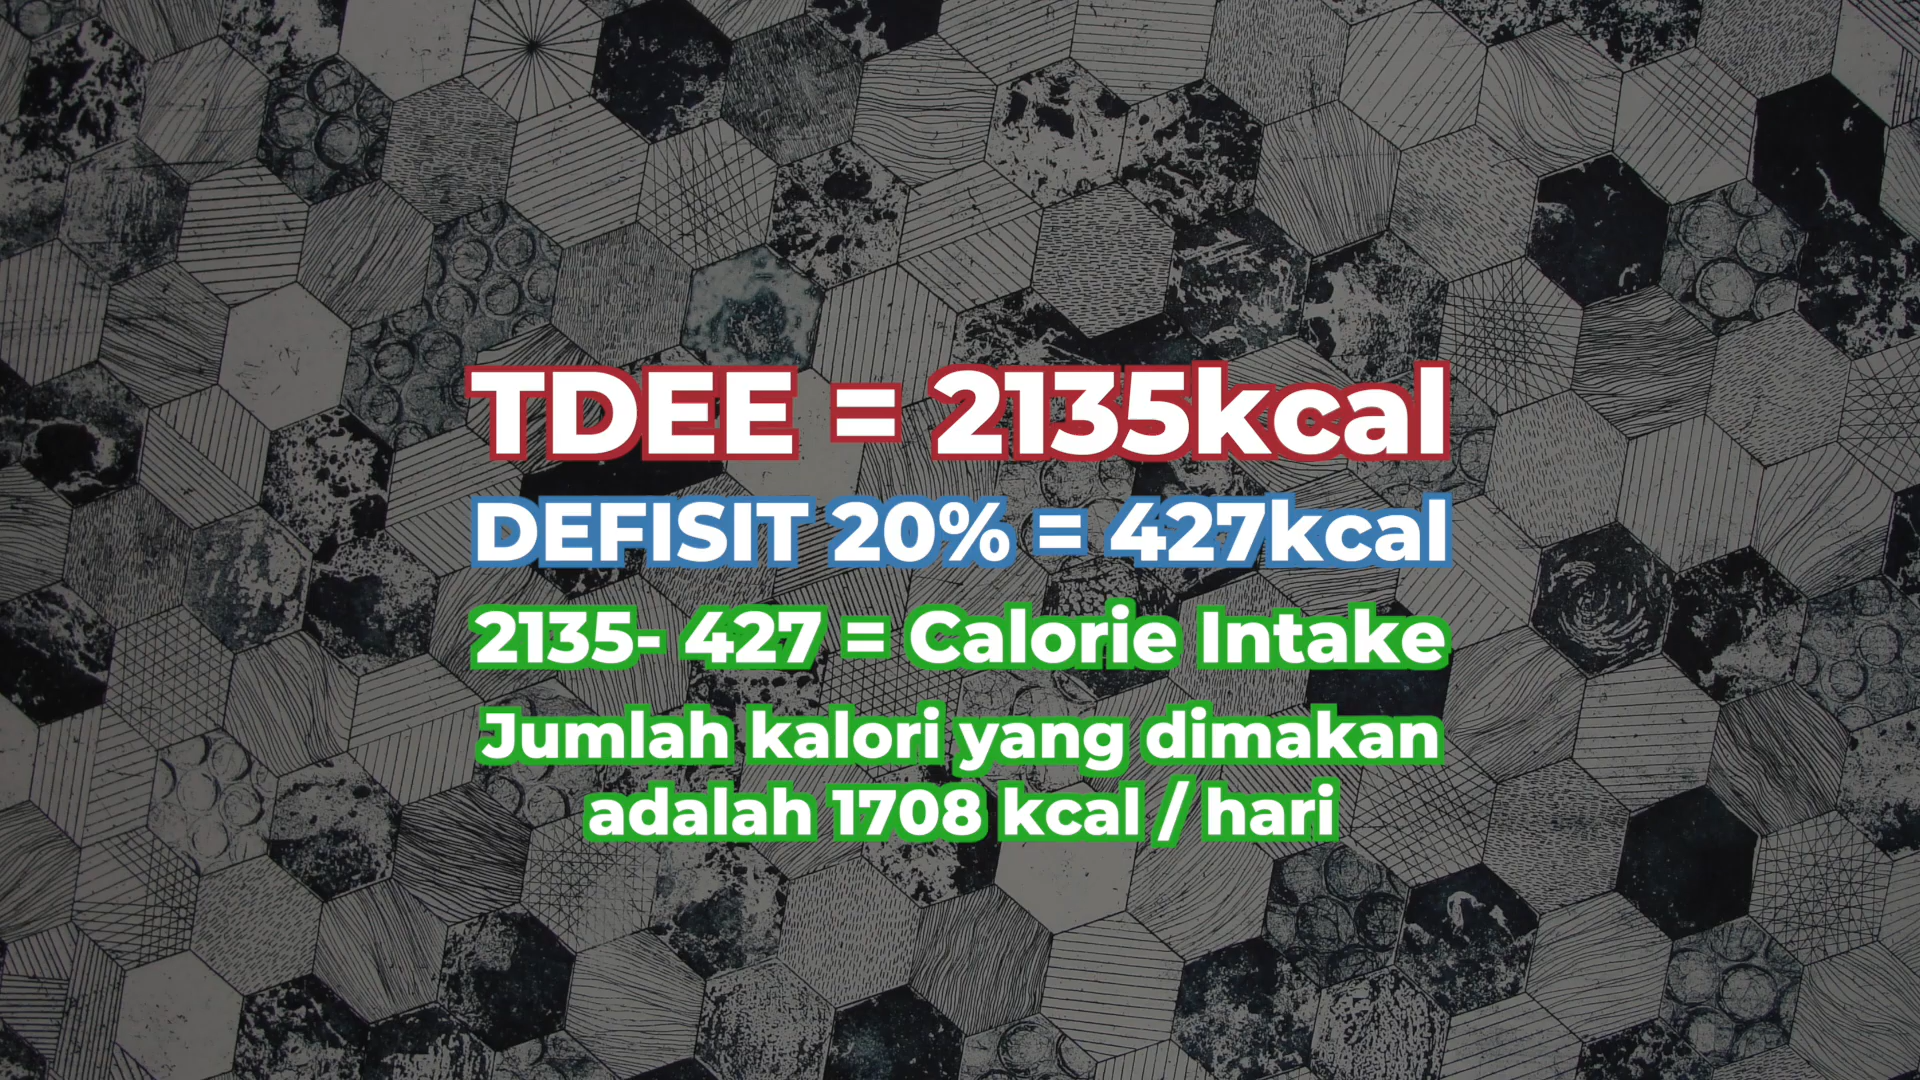 TDEE = 2135kcal
DEFISIT 20% = 427kcal
2135- 427 = Calorie Intake
Jumlah kalori yang dimakan
adalah 1708 kcal / hari